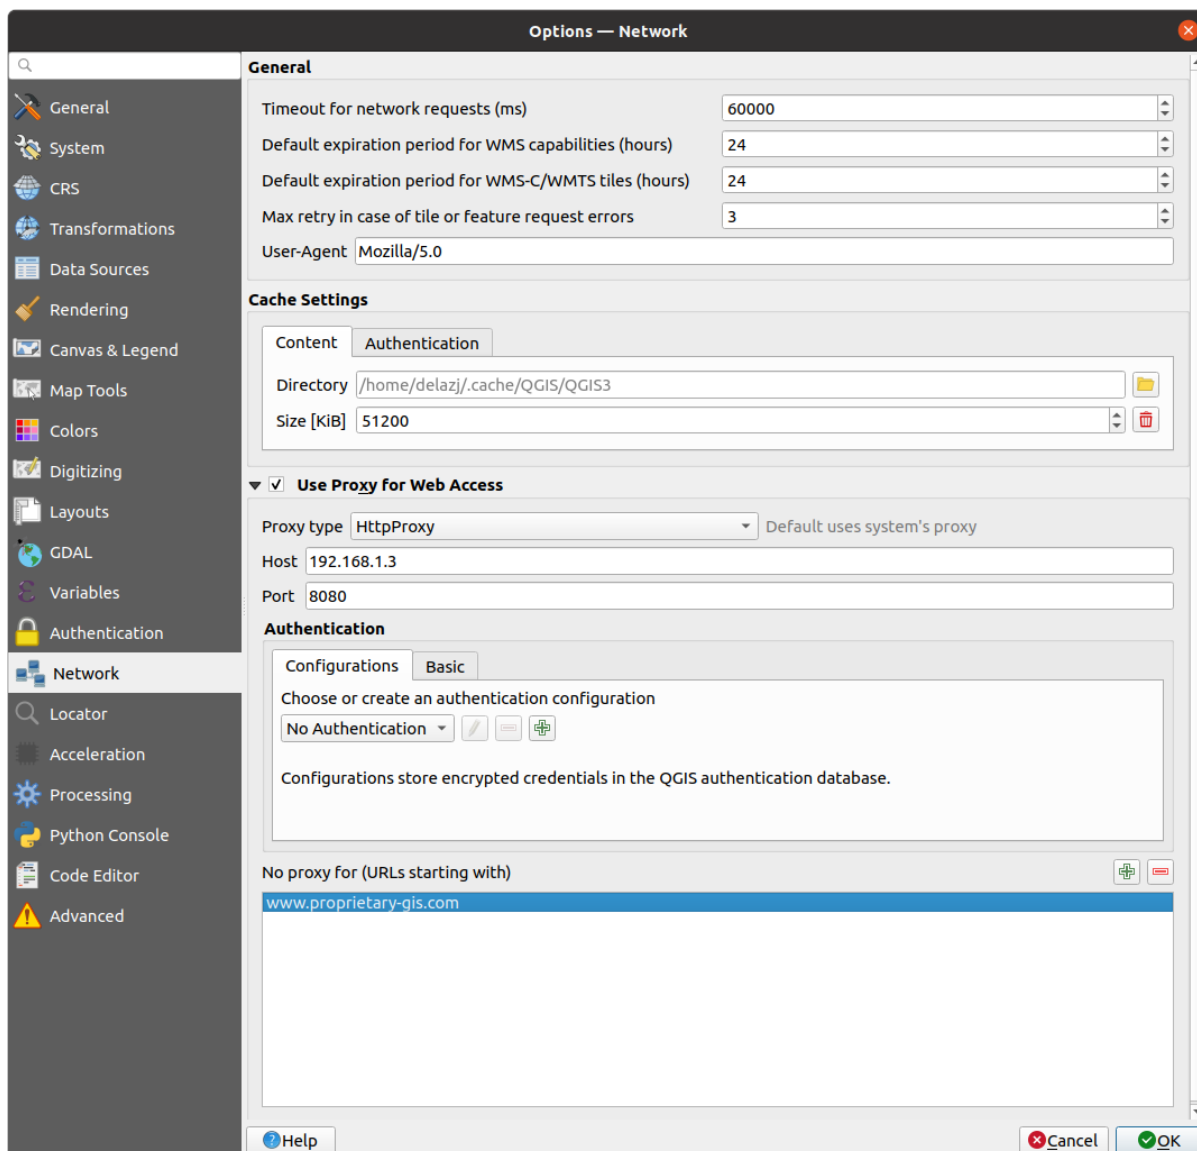 Options — Network
General
System
CRS
Transformations
Data Sources
Rendering
Canvas & Legend
Map Tools
Colors
Digitizing
Layouts
GDAL
Variables
Authentication
Network
Locator
Acceleration
Processing
Python Console
Code Editor
Advanced
General
Timeout for network requests (ms) 60000
Default expiration period for WMS capabilities (hours) 24
Default expiration period for WMS-C/WMTS tiles (hours) 24
Max retry in case of tile or feature request errors 3
User-Agent Mozilla/5.0
Cache Settings
Content Authentication
Directory /home/delazj/.cache/QGIS/QGIS3
Size [KiB] 51200
Use Proxy for Web Access
Proxy type HttpProxy Default uses system's proxy
Host 192.168.1.3
Port 8080
Authentication
Configurations Basic
Choose or create an authentication configuration
No Authentication
Configurations store encrypted credentials in the QGIS authentication database.
No proxy for (URLs starting with)
www.proprietary-gis.com
Help Cancel OK